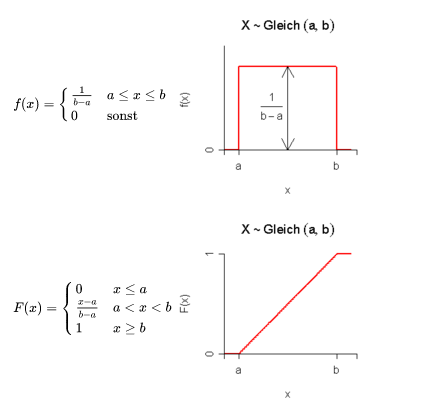 X ~ Gleich (a, b)
f(x) = { 1/(b−a) a ≤ x ≤ b
0 sonst
f(x)
1/(b − a)
0
a b
x
X ~ Gleich (a, b)
F(x) = { 0 x ≤ a
(x−a)/(b−a) a < x < b
1 x ≥ b
F(x)
1
0
a b
x